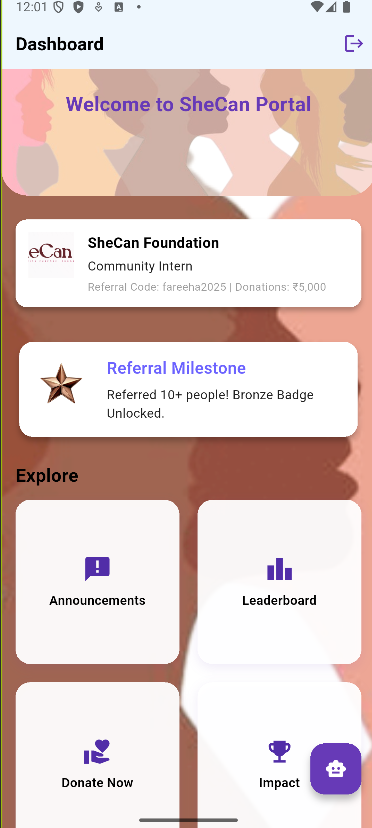 12:01
Dashboard
Welcome to SheCan Portal
SheCan Foundation
eCan
Community Intern
Referral Code: fareeha2025 | Donations: ₹5,000
Referral Milestone
Referred 10+ people! Bronze Badge
Unlocked.
Explore
Announcements
Leaderboard
Donate Now
Impact